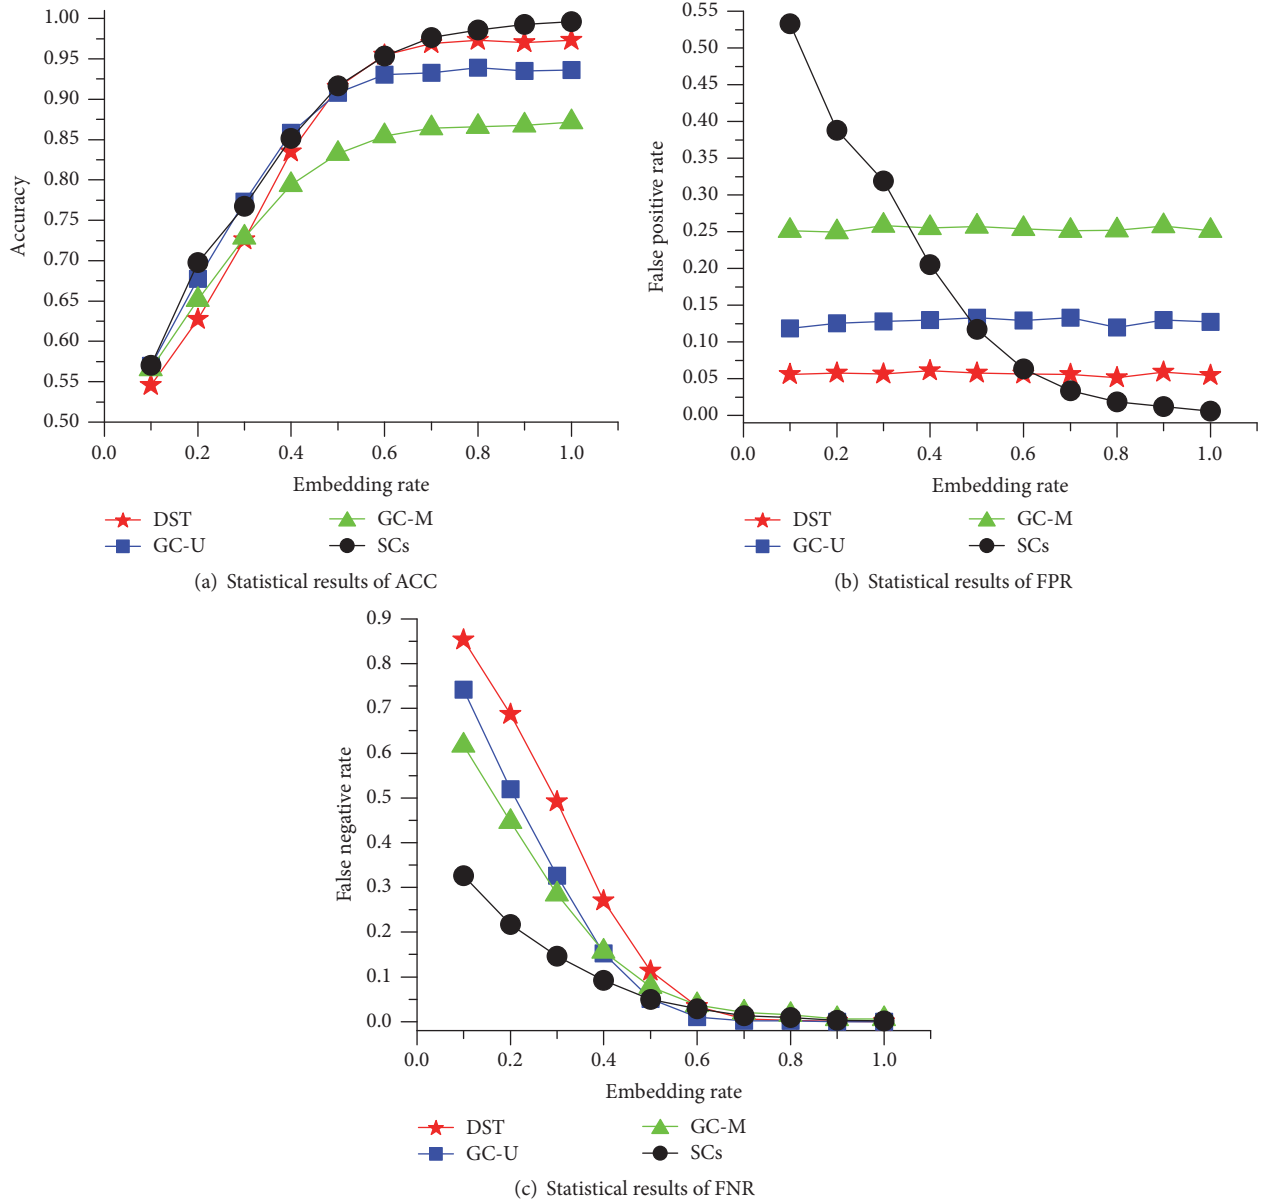 1.00
0.95
0.90
0.85
0.80
0.75
0.70
0.65
0.60
0.55
0.50
Accuracy
0.0 0.2 0.4 0.6 0.8 1.0
Embedding rate
DST GC-M
GC-U SCs
(a) Statistical results of ACC
0.55
0.50
0.45
0.40
0.35
0.30
0.25
0.20
0.15
0.10
0.05
0.00
False positive rate
0.0 0.2 0.4 0.6 0.8 1.0
Embedding rate
DST GC-M
GC-U SCs
(b) Statistical results of FPR
0.9
0.8
0.7
0.6
0.5
0.4
0.3
0.2
0.1
0.0
False negative rate
0.0 0.2 0.4 0.6 0.8 1.0
Embedding rate
DST GC-M
GC-U SCs
(c) Statistical results of FNR